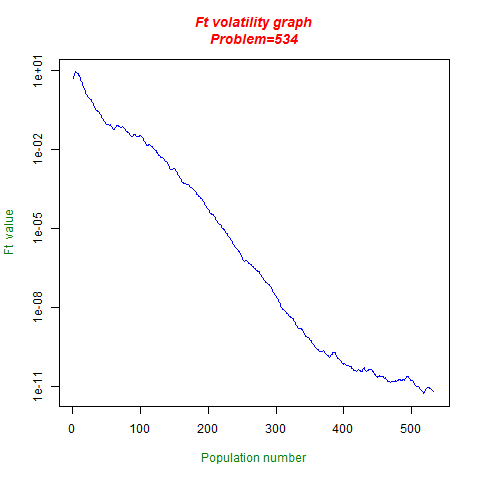 Ft volatility graph
Problem=534
1e+01
1e-02
1e-05
1e-08
1e-11
Ft value
0 100 200 300 400 500
Population number